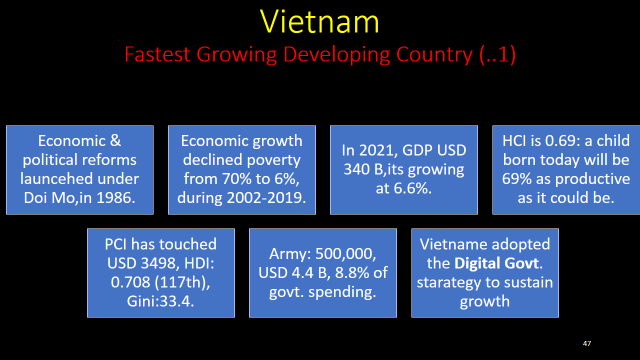 Vietnam
Fastest Growing Developing Country (..1)
Economic &
political reforms
launcehed under
Doi Mo,in 1986.
Economic growth
declined poverty
from 70% to 6%,
during 2002-2019.
In 2021, GDP USD
340 B,its growing
at 6.6%.
HCI is 0.69: a child
born today will be
69% as productive
as it could be.
PCI has touched
USD 3498, HDI:
0.708 (117th),
Gini:33.4.
Army: 500,000,
USD 4.4 B, 8.8% of
govt. spending.
Vietname adopted
the Digital Govt.
starategy to sustain
growth
47